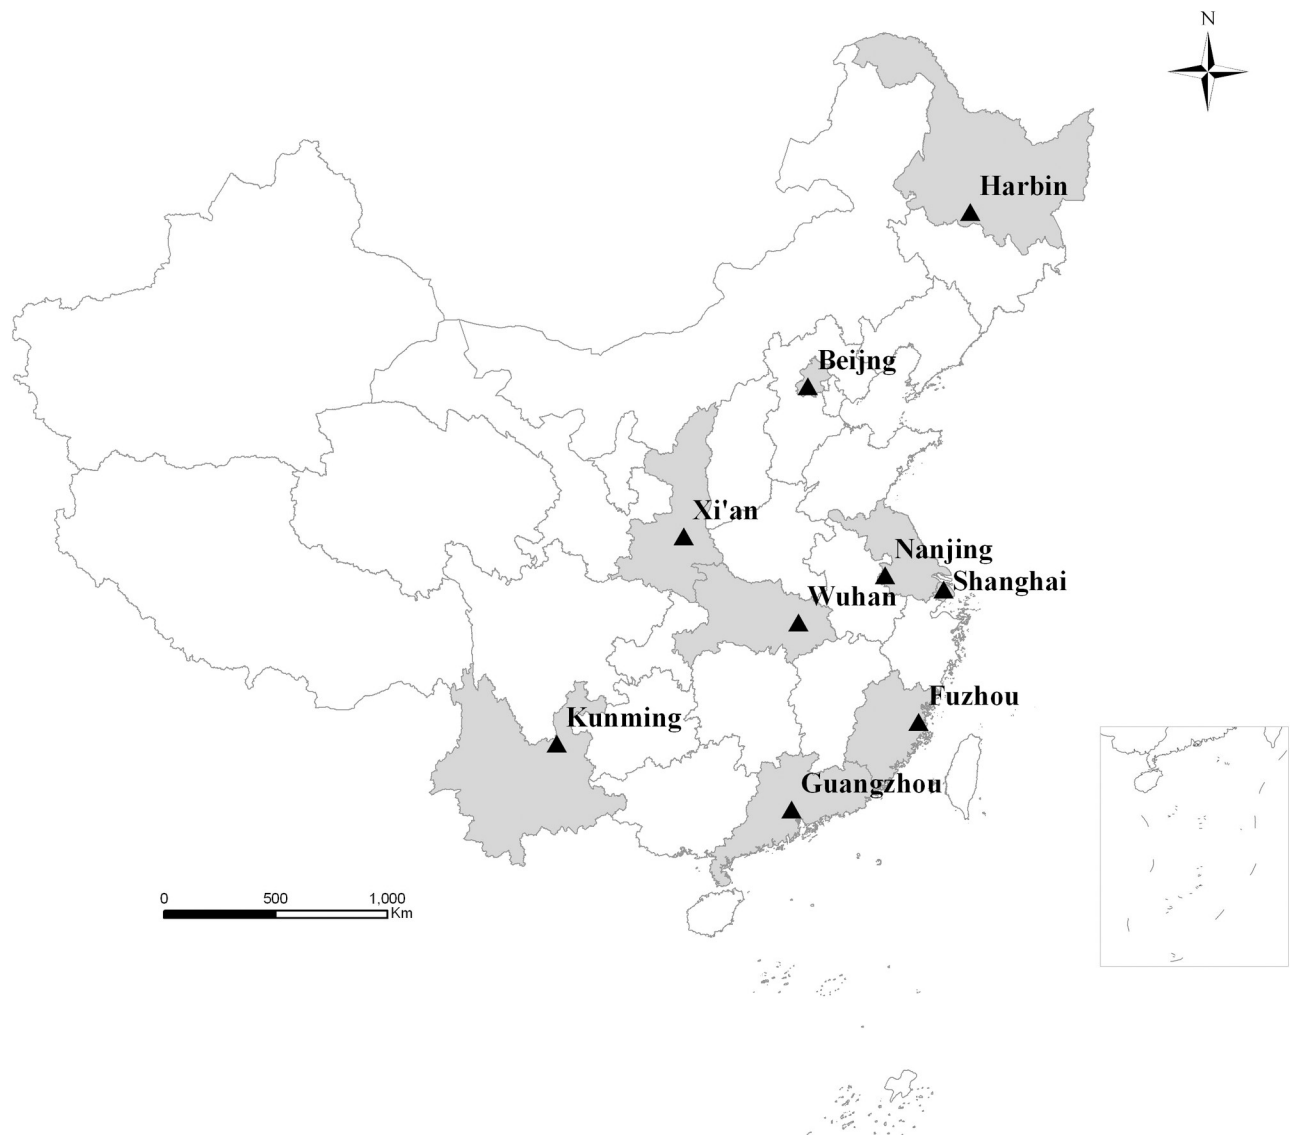 N
Harbin
Beijng
Xi'an
Nanjing
Shanghai
Wuhan
Fuzhou
Kunming
Guangzhou
0 500 1,000
Km